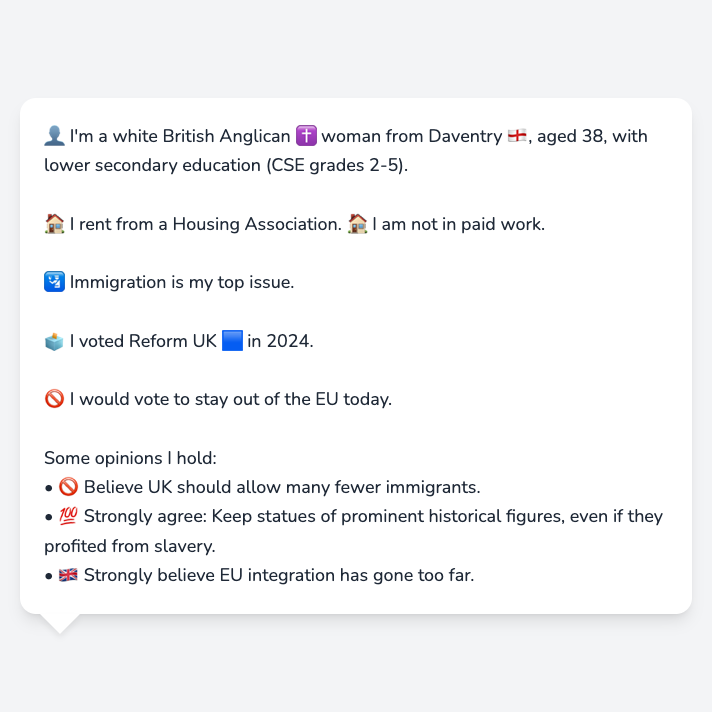 👤 I'm a white British Anglican ✝️ woman from Daventry 🏴󠁧󠁢󠁥󠁮󠁧󠁿, aged 38, with
lower secondary education (CSE grades 2-5).
🏠 I rent from a Housing Association. 🏠 I am not in paid work.
🛂 Immigration is my top issue.
🗳️ I voted Reform UK 🟦 in 2024.
🚫 I would vote to stay out of the EU today.
Some opinions I hold:
• 🚫 Believe UK should allow many fewer immigrants.
• 💯 Strongly agree: Keep statues of prominent historical figures, even if they
profited from slavery.
• 🇬🇧 Strongly believe EU integration has gone too far.